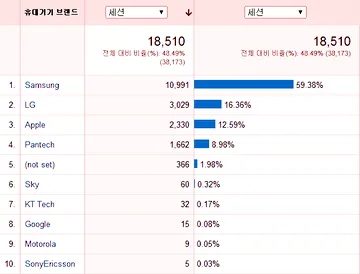 휴대기기 브랜드 세션 세션
18,510 18,510
전체 대비 비율(%): 48.49% 전체 대비 비율(%): 48.49%
(38,173) (38,173)
1. Samsung 10,991 59.38%
2. LG 3,029 16.36%
3. Apple 2,330 12.59%
4. Pantech 1,662 8.98%
5. (not set) 366 1.98%
6. Sky 60 0.32%
7. KT Tech 32 0.17%
8. Google 15 0.08%
9. Motorola 9 0.05%
10. SonyEricsson 5 0.03%